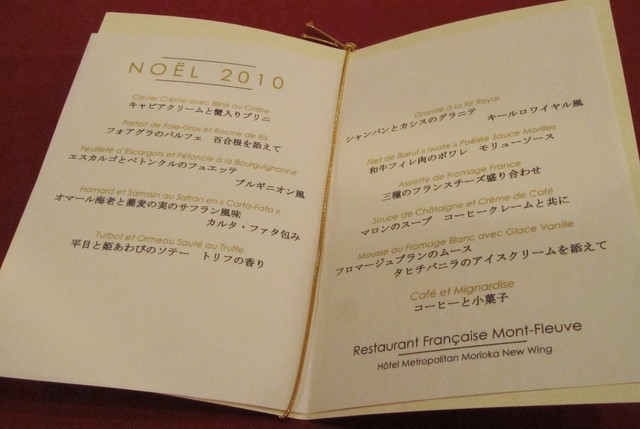 NOËL 2010
Caviar Crème avec Blinis au Crabe
キャビアクリームと蟹入りブリニ
Parfait de Foie-Gras et Racine de lis
フォアグラのパルフェ 百合根を添えて
Feuilleté d'Escargots et Pétoncle à la Bourguignonne
エスカルゴとペトンクルのフュエッテ
ブルギニオン風
Homard et Sarrasin au Safran en « Carta-Fata »
オマール海老と蕎麦の実のサフラン風味
カルタ・ファタ包み
Turbot et Ormeau Sauté au Truffe
平目と姫あわびのソテー トリフの香り
Granité à la Kir Royal
シャンパンとカシスのグラニテ キールロワイヤル風
Filet de Bœuf « Iwate » Poêlée Sauce Morilles
和牛フィレ肉のポワレ モリューソース
Assiette de Fromage France
三種のフランスチーズ盛り合わせ
Soupe de Châtaigne et Crème de Café
マロンのスープ コーヒークレームと共に
Mousse au Fromage Blanc avec Glace Vanille
フロマージュブランのムース
タヒチバニラのアイスクリームを添えて
Café et Mignardise
コーヒーと小菓子
Restaurant Française Mont-Fleuve
Hôtel Metropolitan Morioka New Wing